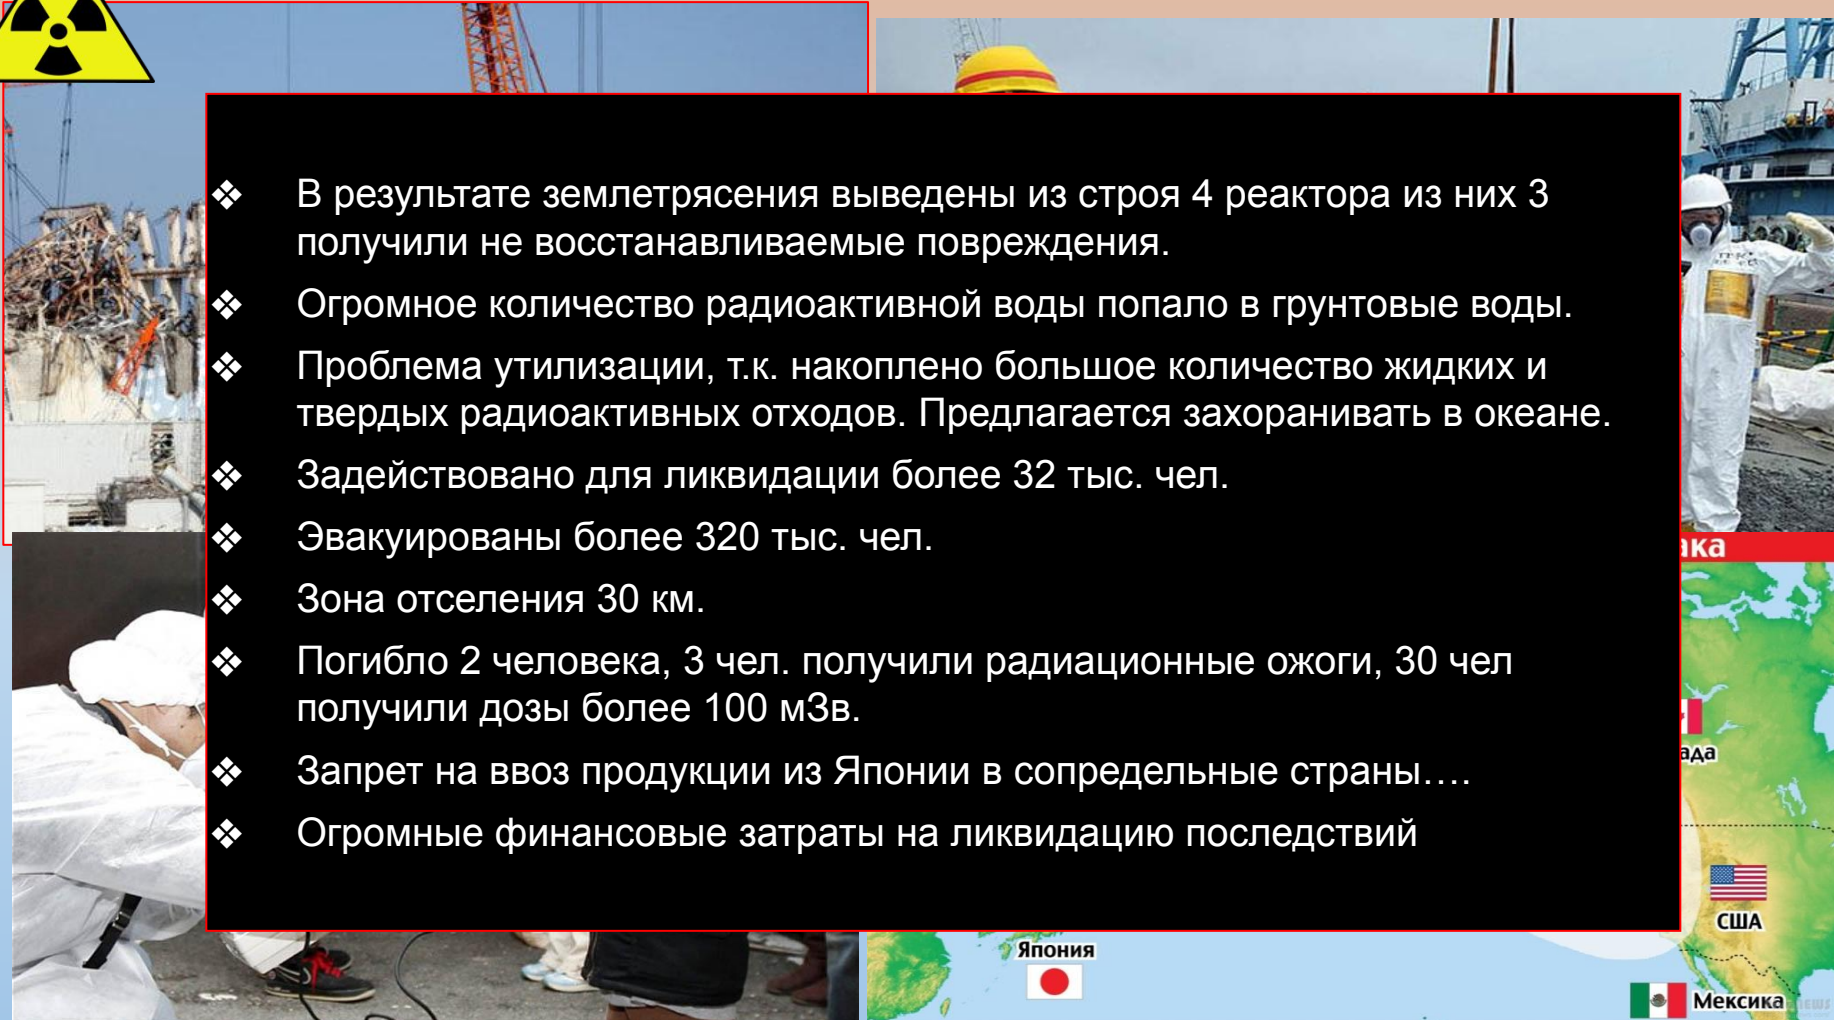 ❖ В результате землетрясения выведены из строя 4 реактора из них 3
получили не восстанавливаемые повреждения.
❖ Огромное количество радиоактивной воды попало в грунтовые воды.
❖ Проблема утилизации, т.к. накоплено большое количество жидких и
твердых радиоактивных отходов. Предлагается захоранивать в океане.
❖ Задействовано для ликвидации более 32 тыс. чел.
❖ Эвакуированы более 320 тыс. чел.
❖ Зона отселения 30 км.
❖ Погибло 2 человека, 3 чел. получили радиационные ожоги, 30 чел
получили дозы более 100 мЗв.
❖ Запрет на ввоз продукции из Японии в сопредельные страны….
❖ Огромные финансовые затраты на ликвидацию последствий
США
Япония
Мексика